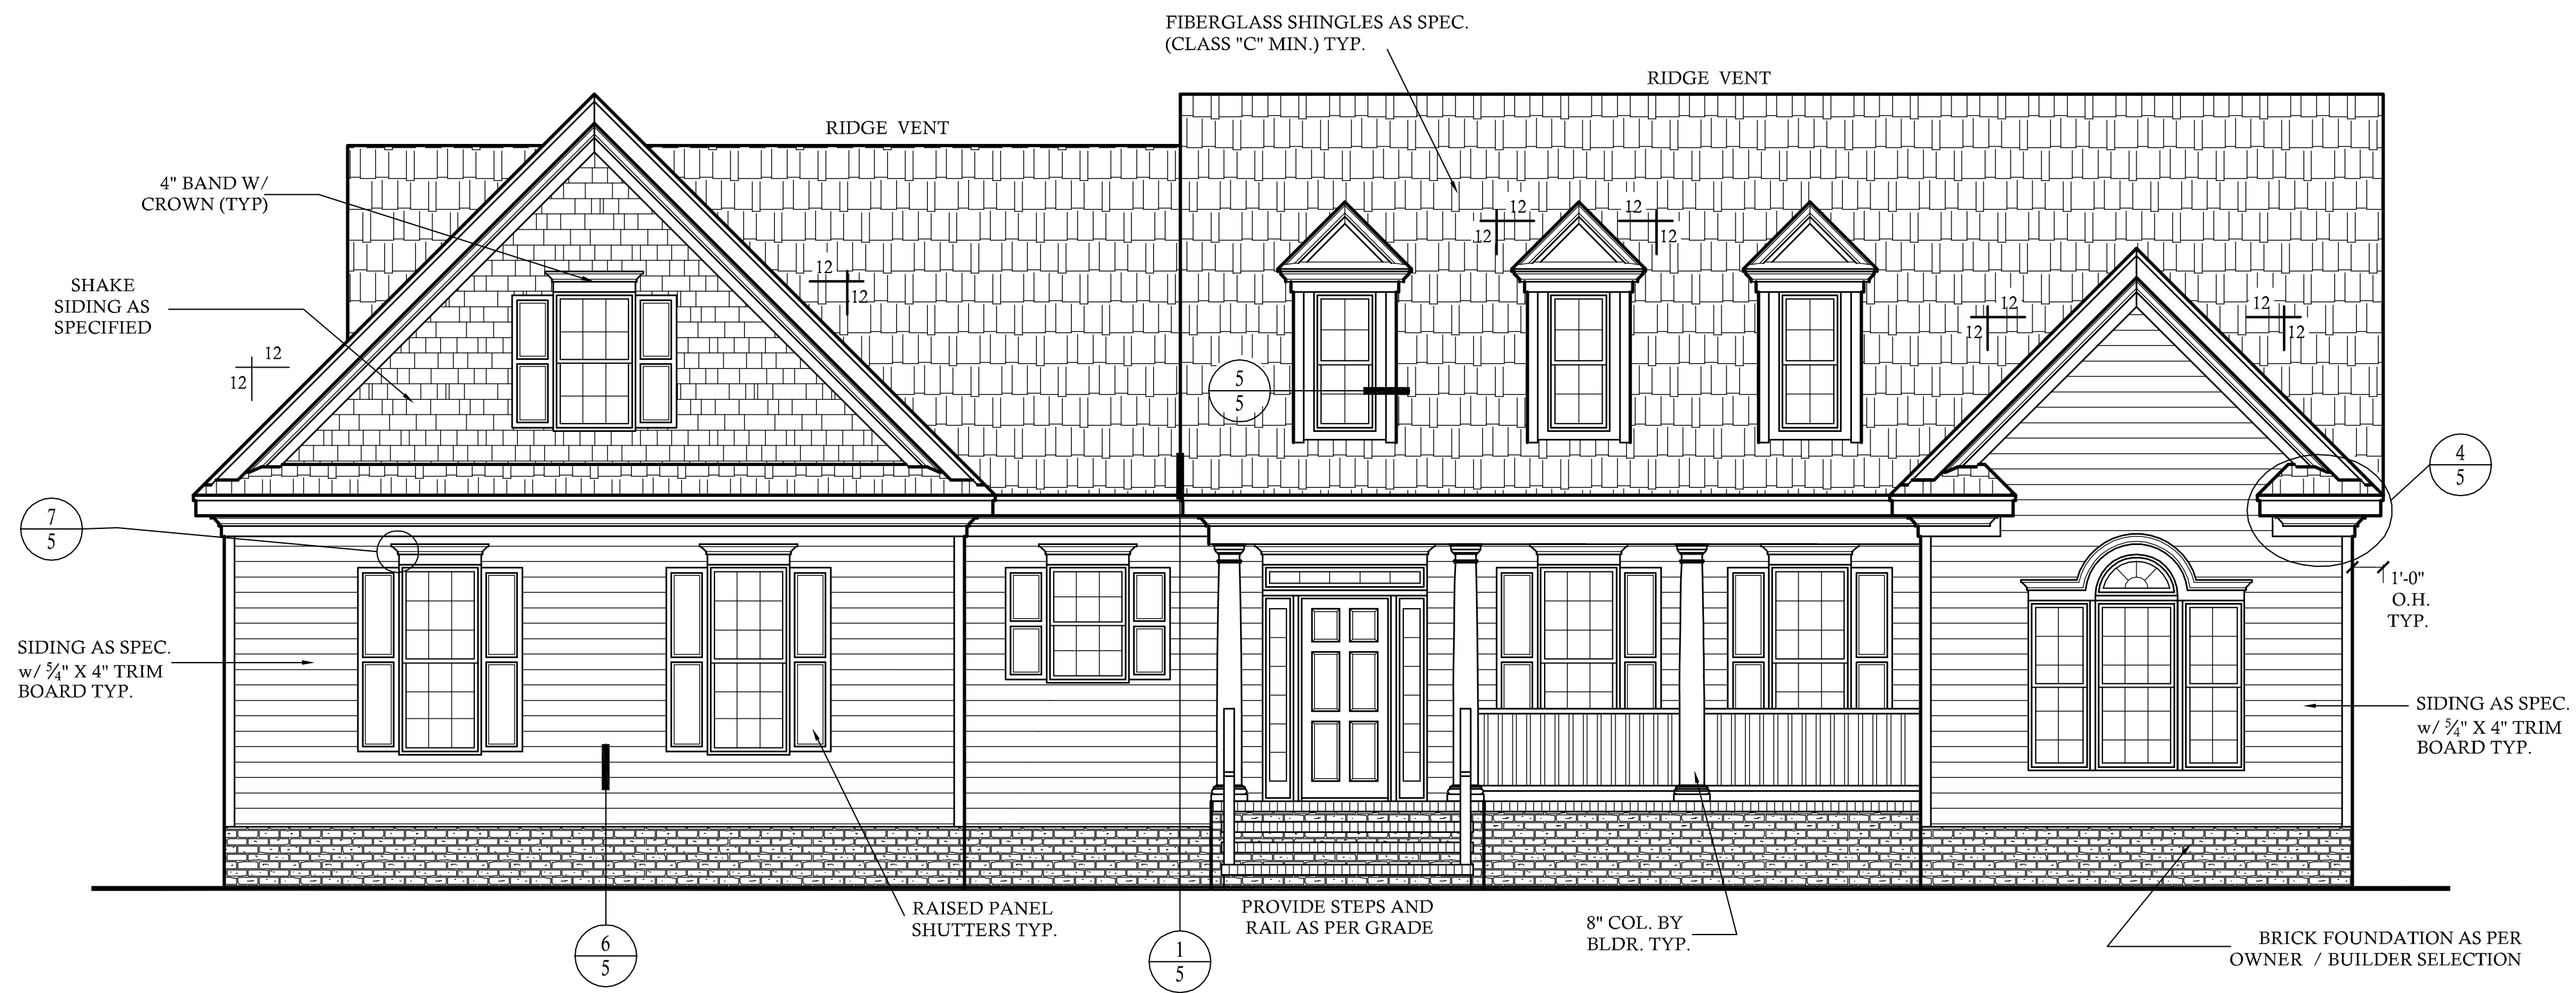 FIBERGLASS SHINGLES AS SPEC.
(CLASS "C" MIN.) TYP.
RIDGE VENT
RIDGE VENT
4" BAND W/
CROWN (TYP)
12
12
12
12
12
12
SHAKE
SIDING AS
SPECIFIED
12
12
12
12
12
12
5
5
4
5
7
5
1'-0"
O.H.
TYP.
SIDING AS SPEC.
w/ 5/4" X 4" TRIM
BOARD TYP.
SIDING AS SPEC.
w/ 5/4" X 4" TRIM
BOARD TYP.
RAISED PANEL
SHUTTERS TYP.
PROVIDE STEPS AND
RAIL AS PER GRADE
8" COL. BY
BLDR. TYP.
BRICK FOUNDATION AS PER
OWNER / BUILDER SELECTION
6
5
1
5